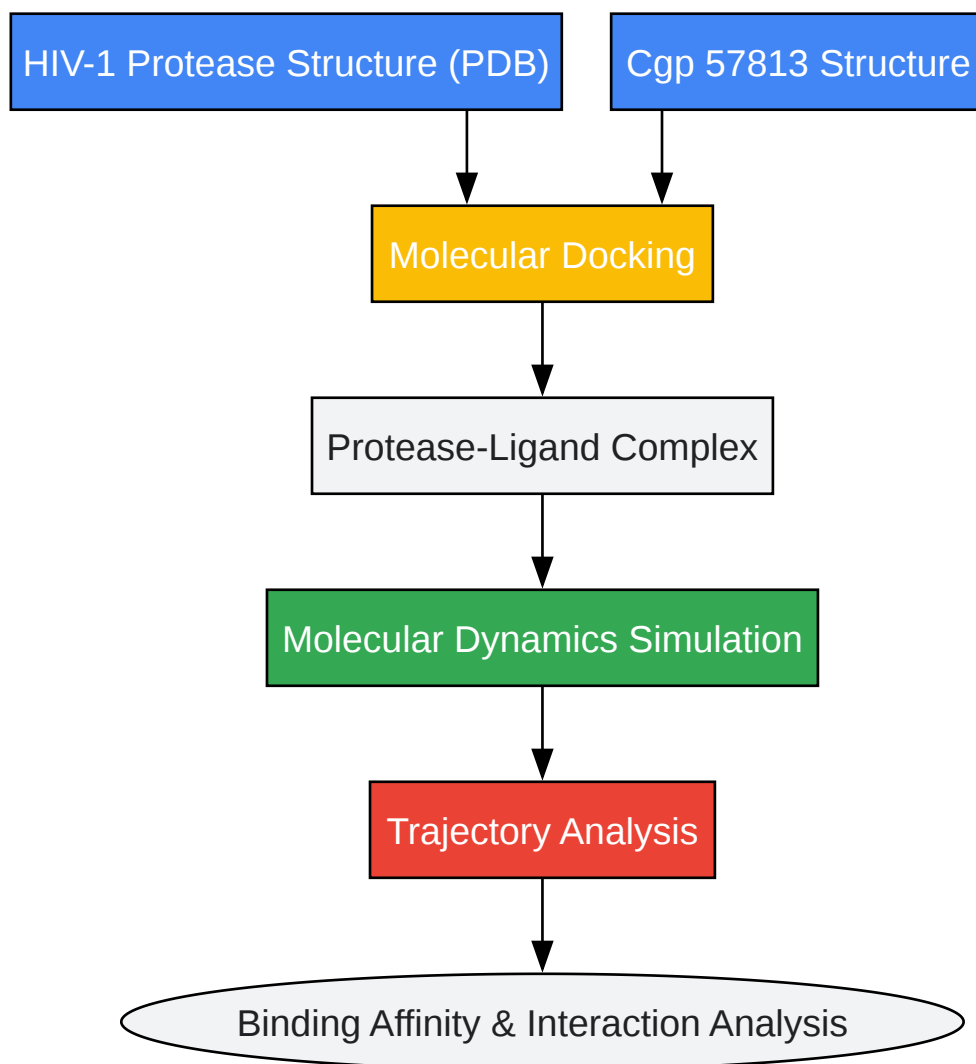 HIV-1 Protease Structure (PDB)
Cgp 57813 Structure
Molecular Docking
Protease-Ligand Complex
Molecular Dynamics Simulation
Trajectory Analysis
Binding Affinity & Interaction Analysis